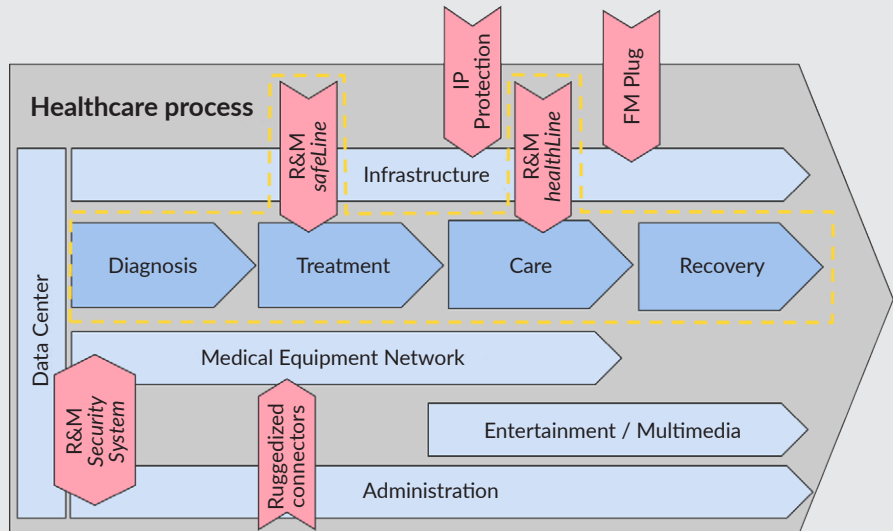 IP
Protection
FM Plug
Healthcare process
R&M
safeLine
R&M
healthLine
Infrastructure
Diagnosis
Treatment
Care
Recovery
Data Center
Medical Equipment Network
R&M
Security
System
Ruggedized
connectors
Entertainment / Multimedia
Administration